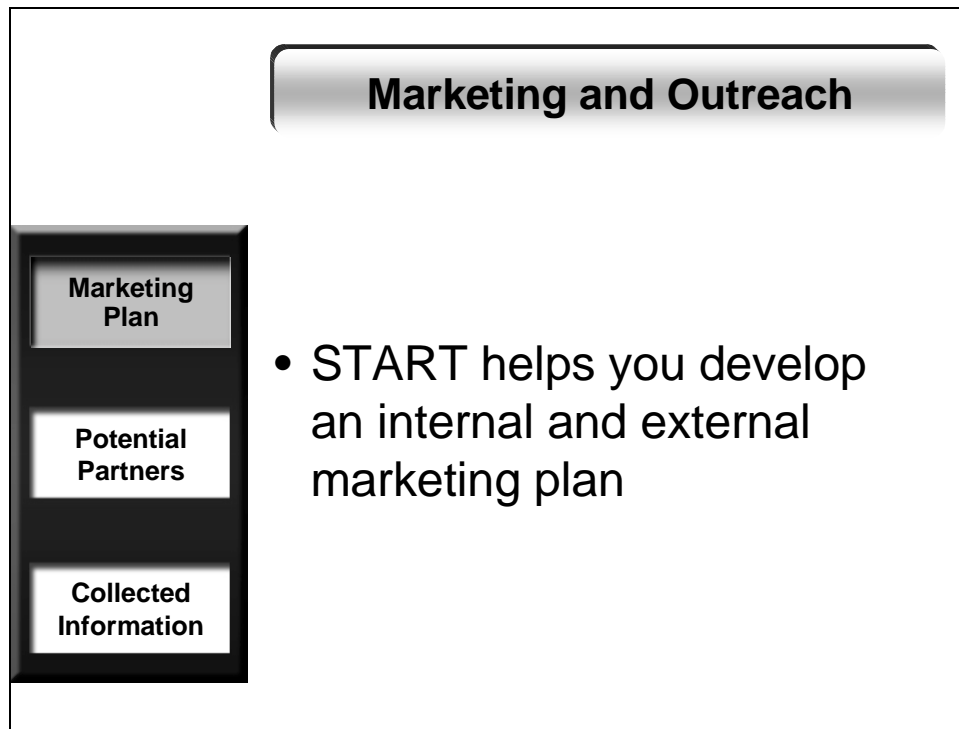 Marketing and Outreach
Marketing
Plan
Potential
Partners
Collected
Information
• START helps you develop
an internal and external
marketing plan